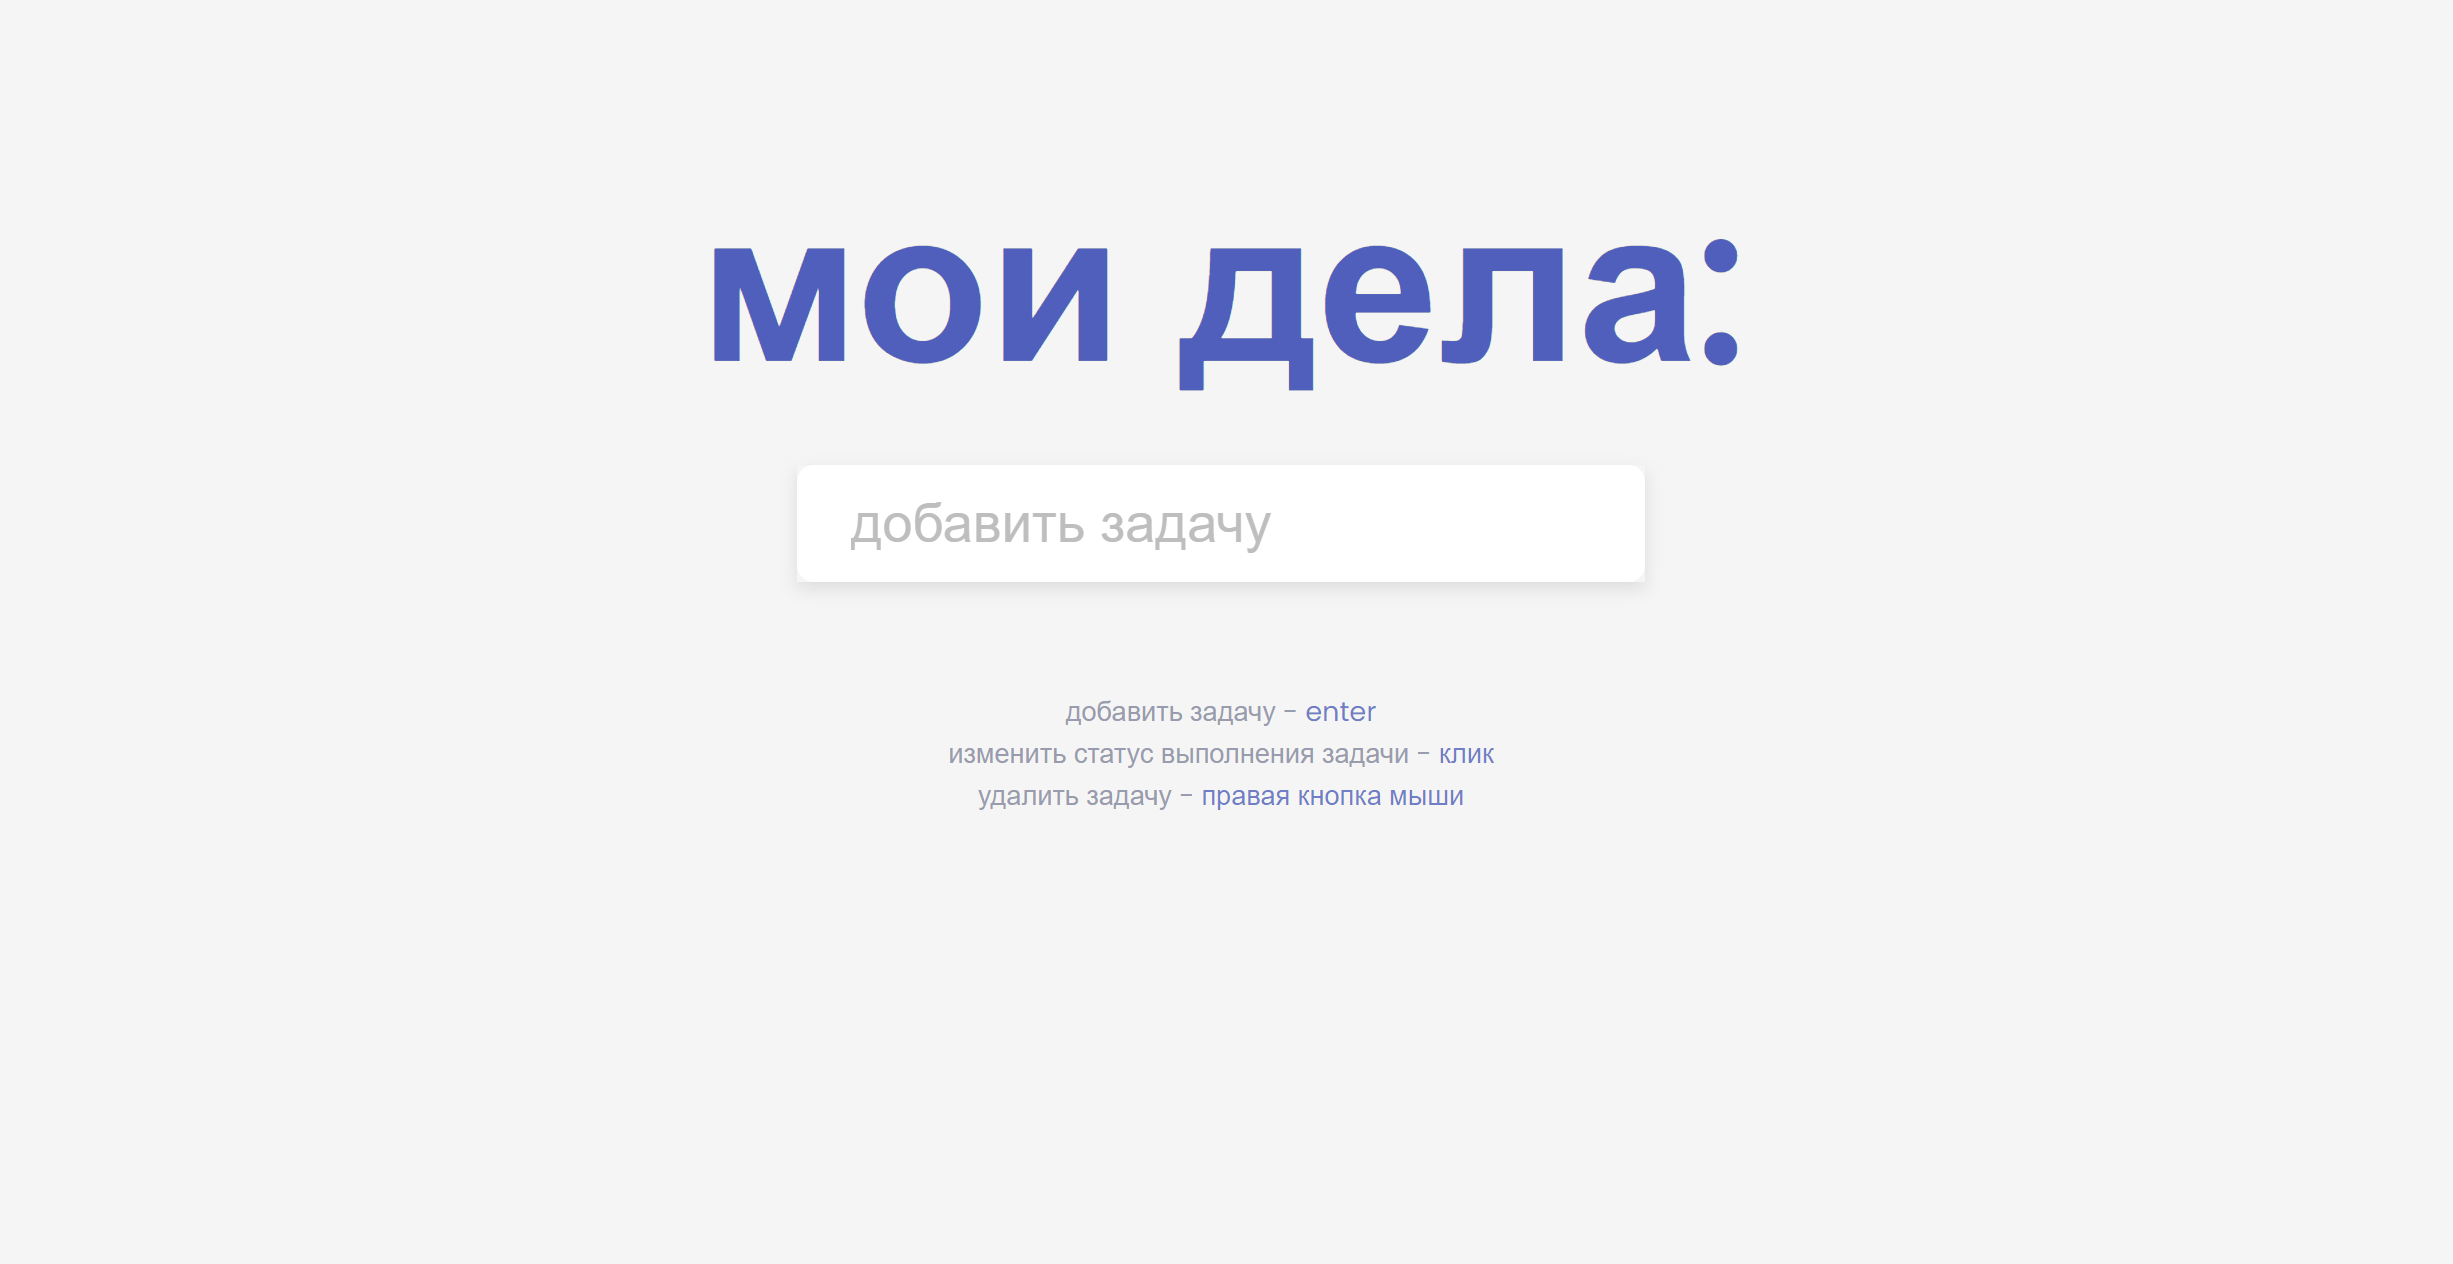 мои дела:
добавить задачу
добавить задачу - enter
изменить статус выполнения задачи - клик
удалить задачу - правая кнопка мыши